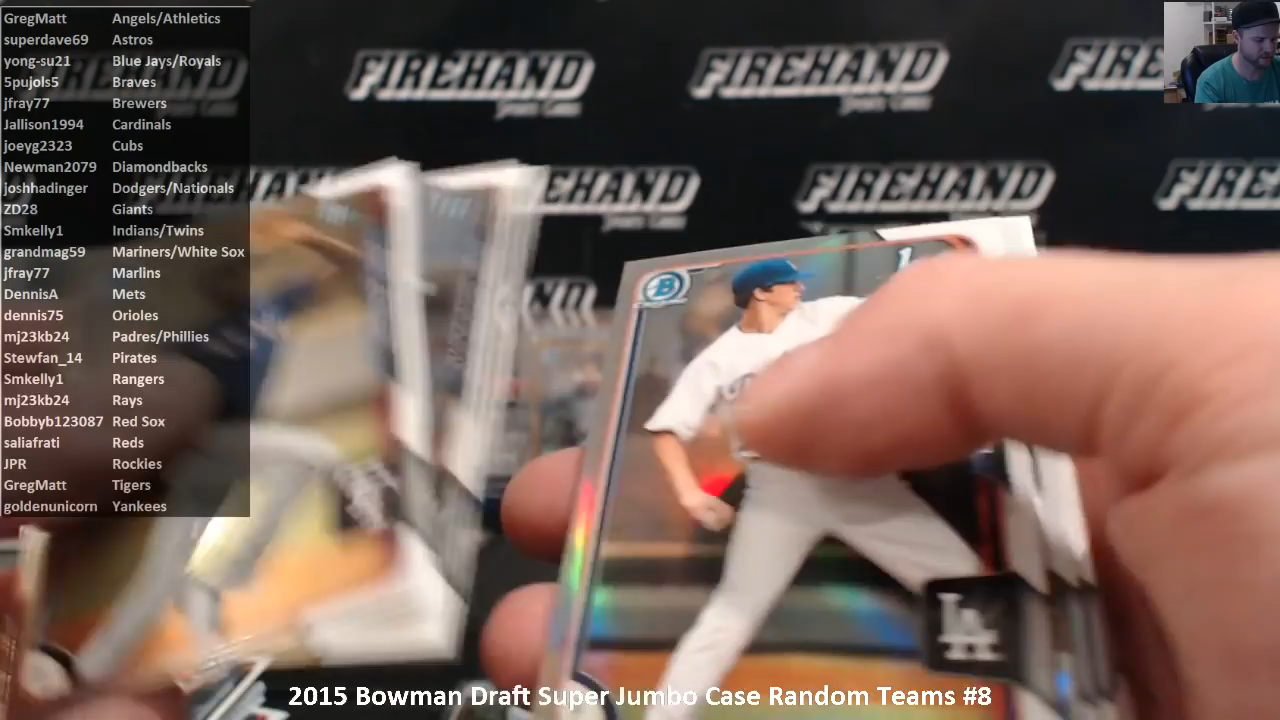 GregMatt Angels/Athletics
superdave69 Astros
yong-su21 Blue Jays/Royals
5pujols5 Braves
jfray77 Brewers
Jallison1994 Cardinals
joeyg2323 Cubs
Newman2079 Diamondbacks
joshhadinger Dodgers/Nationals
ZD28 Giants
Smkelly1 Indians/Twins
grandmag59 Mariners/White Sox
jfray77 Marlins
DennisA Mets
dennis75 Orioles
mj23kb24 Padres/Phillies
Stewfan_14 Pirates
Smkelly1 Rangers
mj23kb24 Rays
Bobbyb123087 Red Sox
saliafrati Reds
JPR Rockies
GregMatt Tigers
goldenunicorn Yankees
FIREHAND
FIREHAND
FIREHAND
B
LA
2015 Bowman Draft Super Jumbo Case Random Teams #8